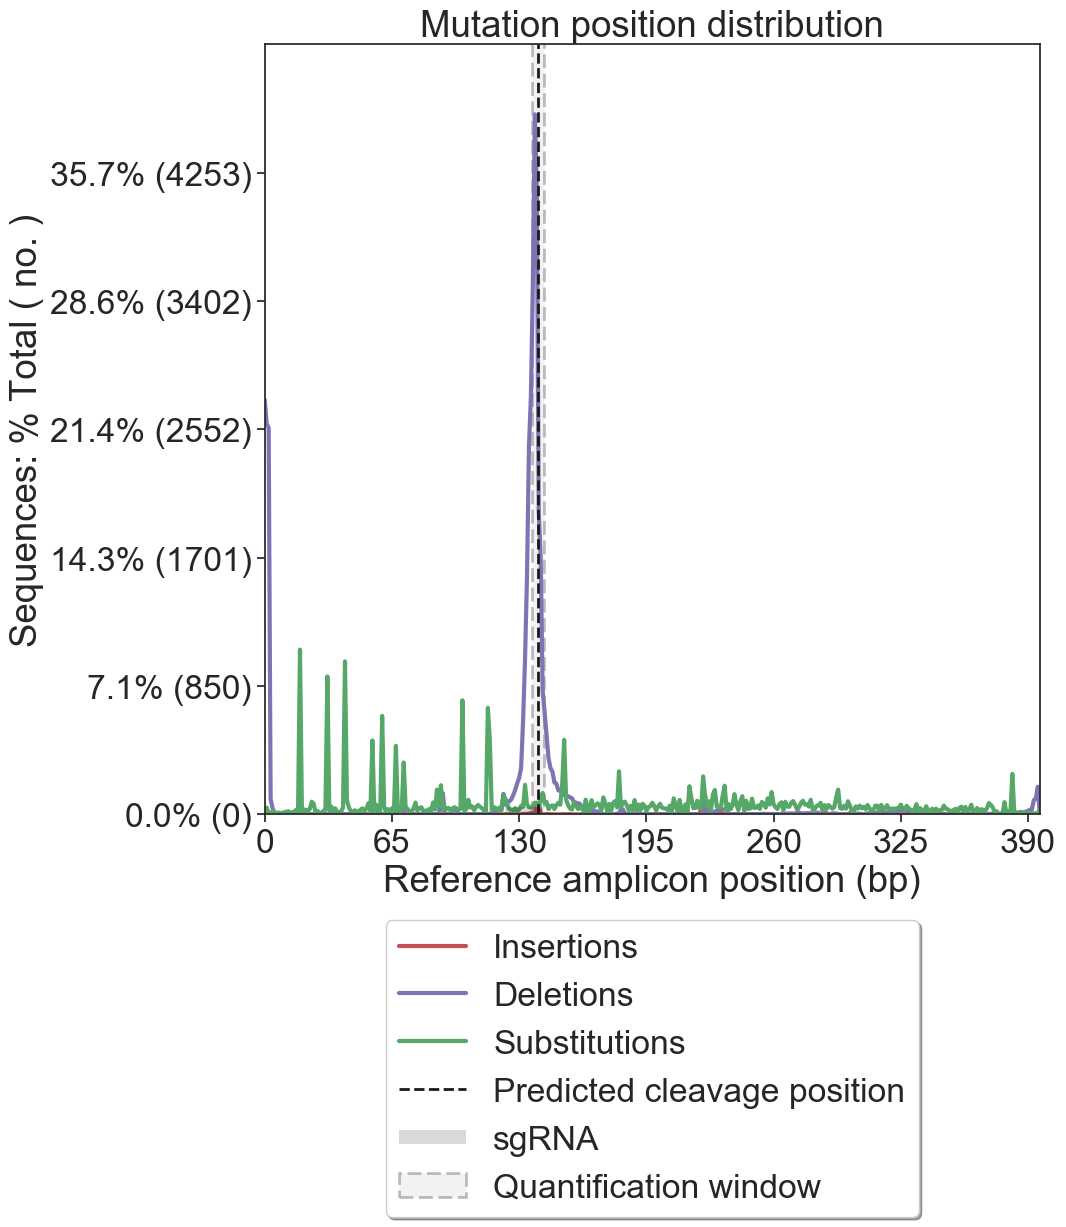 Mutation position distribution
Sequences: % Total ( no. )
35.7% (4253)
28.6% (3402)
21.4% (2552)
14.3% (1701)
7.1% (850)
0.0% (0)
0 65 130 195 260 325 390
Reference amplicon position (bp)
Insertions
Deletions
Substitutions
Predicted cleavage position
sgRNA
Quantification window